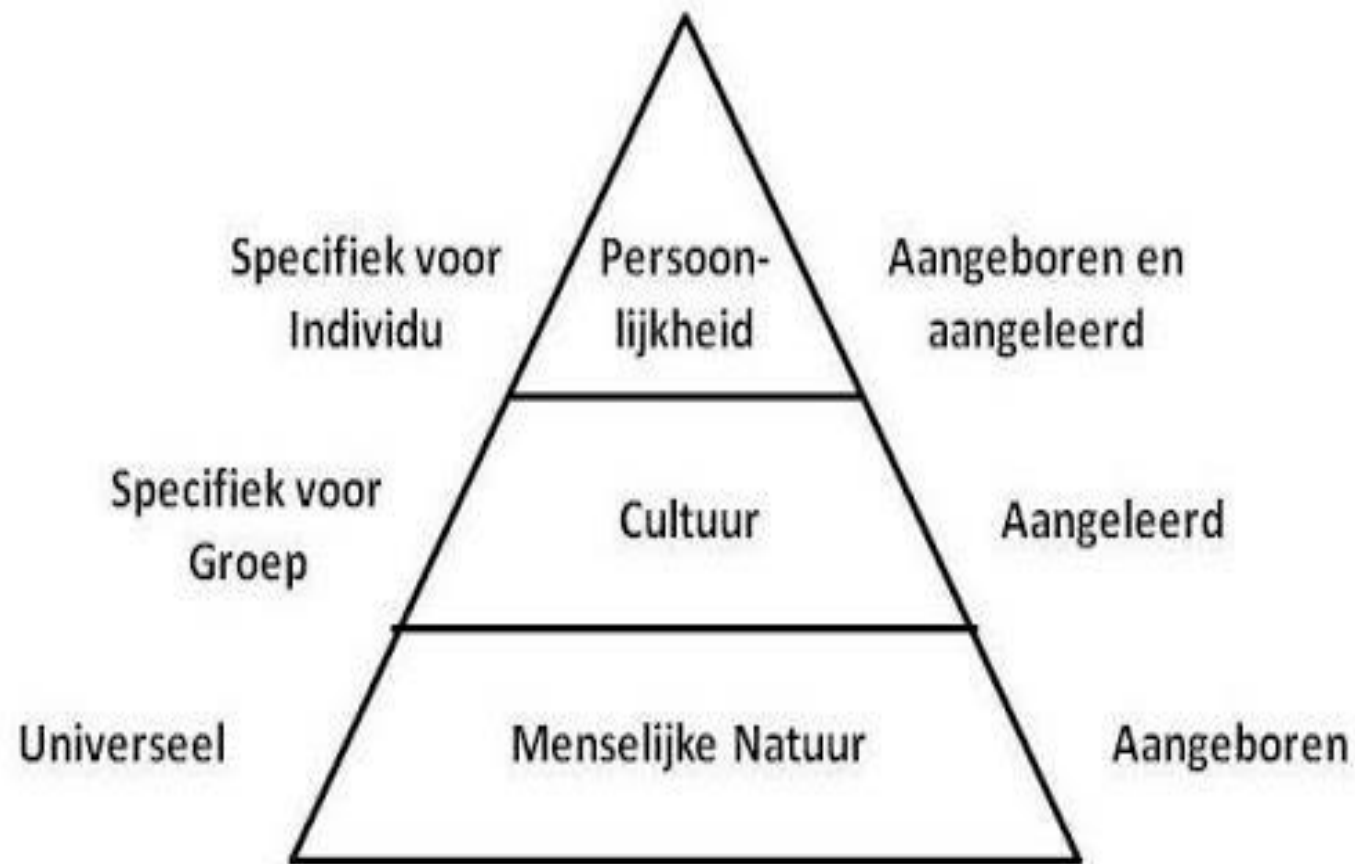 Specifiek voor
Individu
Persoon-
lijkheid
Aangeboren en
aangeleerd
Specifiek voor
Groep
Cultuur
Aangeleerd
Universeel
Menselijke Natuur
Aangeboren